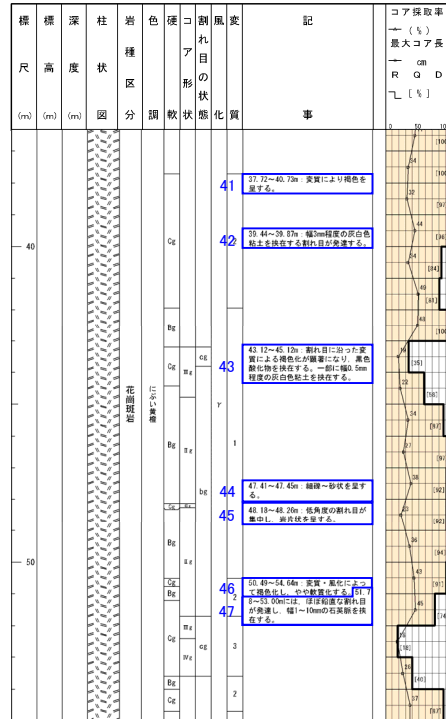 標 標 深 柱 岩 色 硬 コ 割 風 変 記 コア採取率
尺 高 度 状 種 区 ア 形 れ 目 の (%)
最大コア長
cm
R Q D
[%]
(m) (m) (m) 図 分 調 軟 状 状態 化 質 事
0 50
41
37.72~40.73m:変質により褐色を
呈する。
40
42
39.44~39.87m:幅3mm程度の灰白色
粘土を挟在する割れ目が発達する。
43
43.12~45.12m:割れ目に沿った変
質による褐色化が顕著になり、黒色
酸化物を挟在する。一部に幅0.5mm
程度の灰白色粘土を挟在する。
花崗斑岩
にぶい黄橙
44
47.41~47.45m:細礫~砂状を呈す
る。
45
48.18~48.26m:低角度の割れ目が
集中し、岩片状を呈する。
50
46
50.49~54.64m:変質・風化によっ
て褐色化し、やや軟質化する。51.7
47
8~53.00mには、ほぼ鉛直な割れ目
が発達し、幅1~10mmの石英脈を挟
在する。
Cg
Bg
Cg
Bg
Bg
Cg
Bg
Cg
Bg
Cg
cg
bg
cg
1
2
3
2